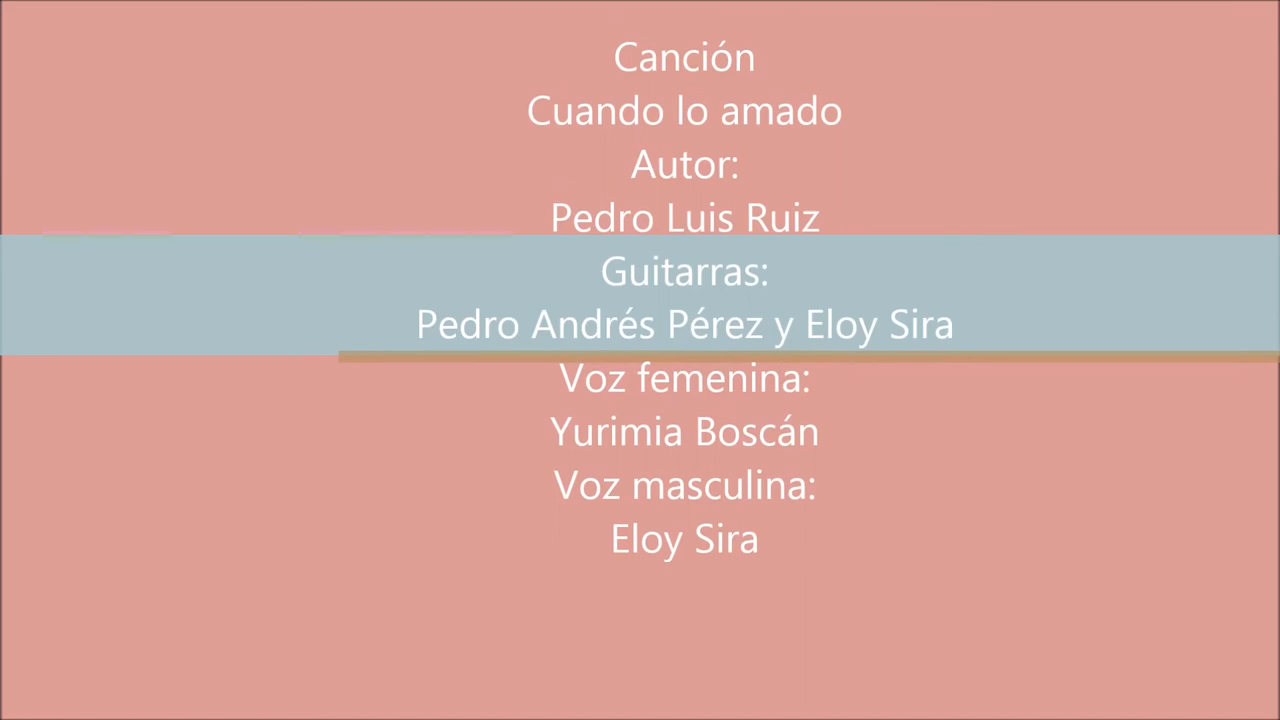 Canción
Cuando lo amado
Autor:
Pedro Luis Ruiz
Guitarras:
Pedro Andrés Pérez y Eloy Sira
Voz femenina:
Yurimia Boscán
Voz masculina:
Eloy Sira